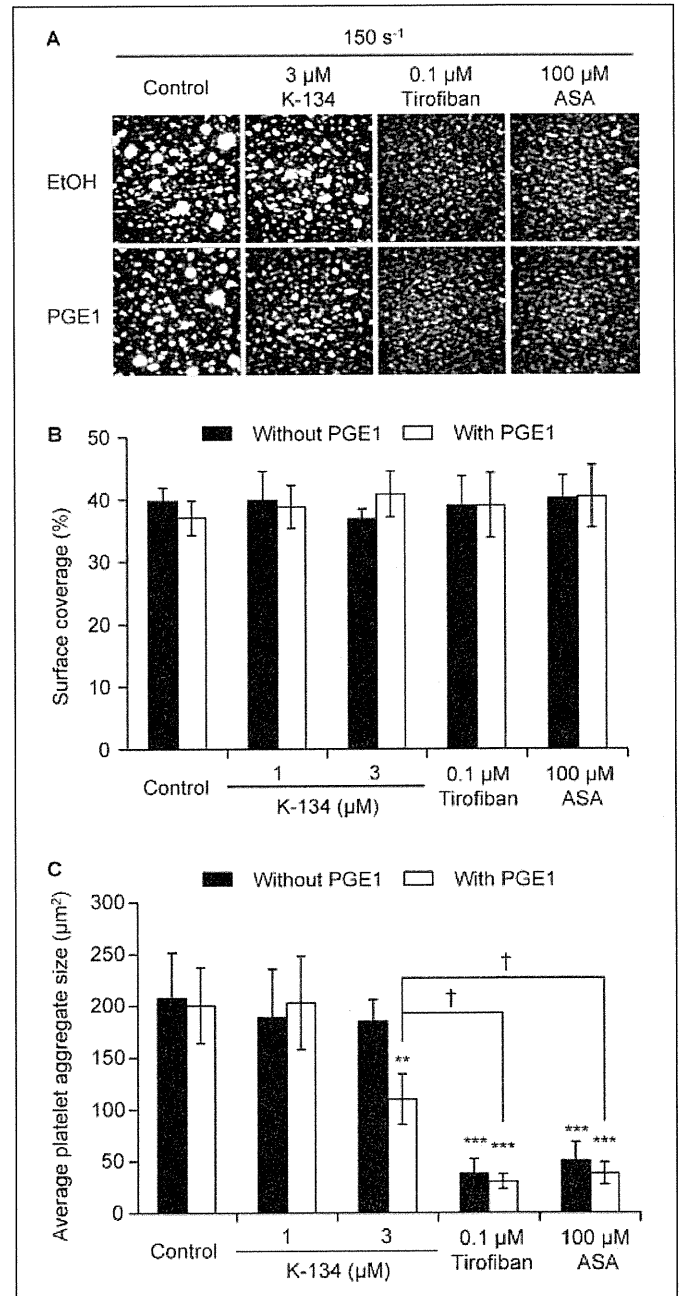 A
150 s⁻¹
Control
3 µM K-134
0.1 µM Tirofiban
100 µM ASA
EtOH
PGE1
B
Without PGE1 With PGE1
Surface coverage (%)
50
40
30
20
10
0
Control
1 3
K-134 (µM)
0.1 µM Tirofiban
100 µM ASA
C
Without PGE1 With PGE1
Average platelet aggregate size (µm²)
300
250
200
150
100
50
0
†
†
**
*** ***
*** ***
Control
1 3
K-134 (µM)
0.1 µM Tirofiban
100 µM ASA